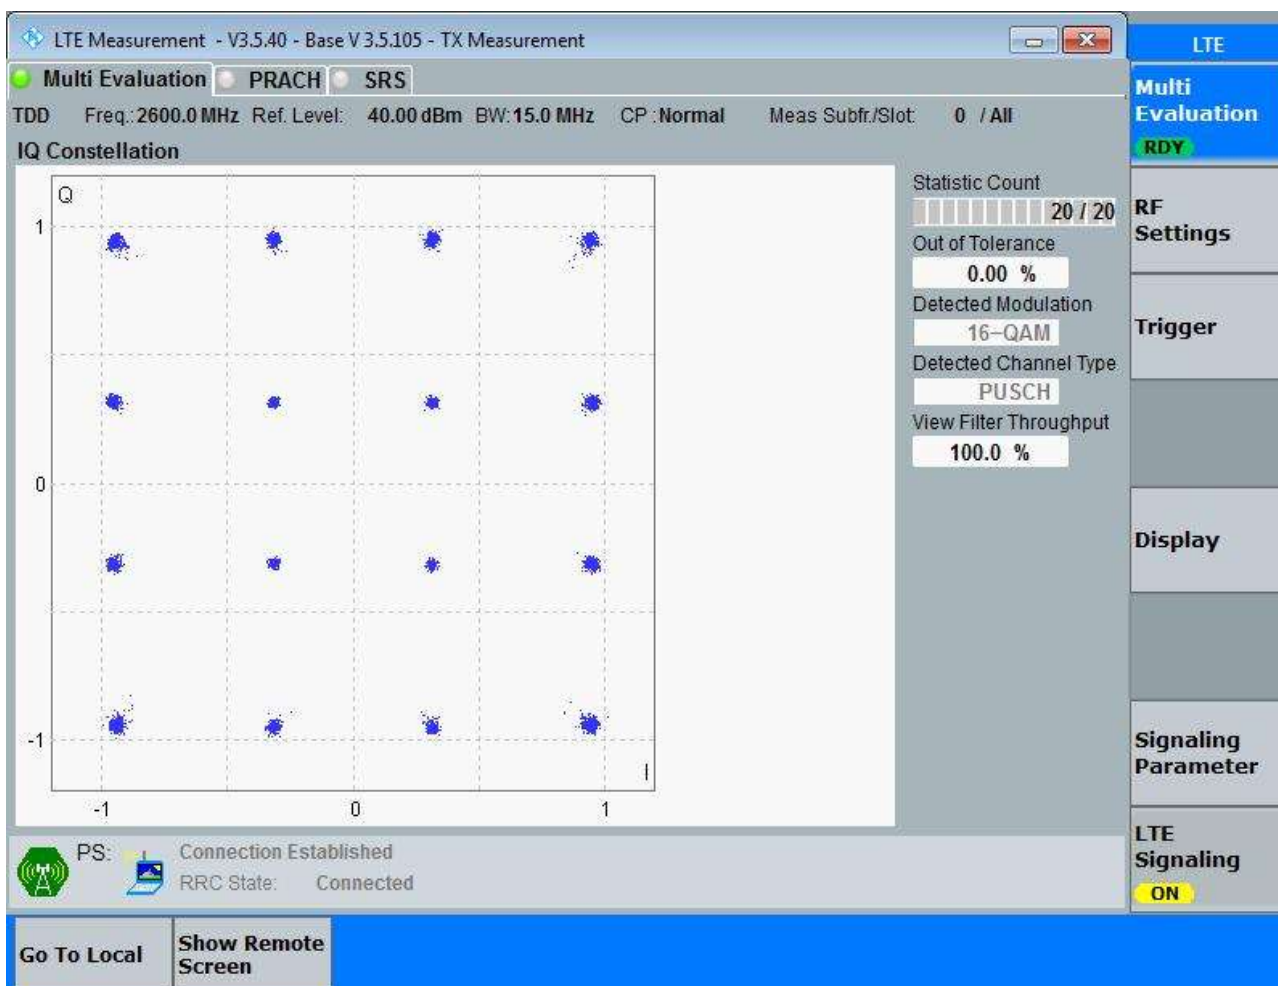 LTE Measurement - V3.5.40 - Base V 3.5.105 - TX Measurement
Multi Evaluation PRACH SRS
TDD Freq.: 2600.0 MHz Ref. Level: 40.00 dBm BW: 15.0 MHz CP : Normal Meas Subfr./Slot: 0 / All
IQ Constellation
Q
1
0
-1
I
-1 0 1
Statistic Count
20 / 20
Out of Tolerance
0.00 %
Detected Modulation
16-QAM
Detected Channel Type
PUSCH
View Filter Throughput
100.0 %
PS:
Connection Established
RRC State: Connected
LTE
Multi
Evaluation
RDY
RF
Settings
Trigger
Display
Signaling
Parameter
LTE
Signaling
ON
Go To Local
Show Remote
Screen